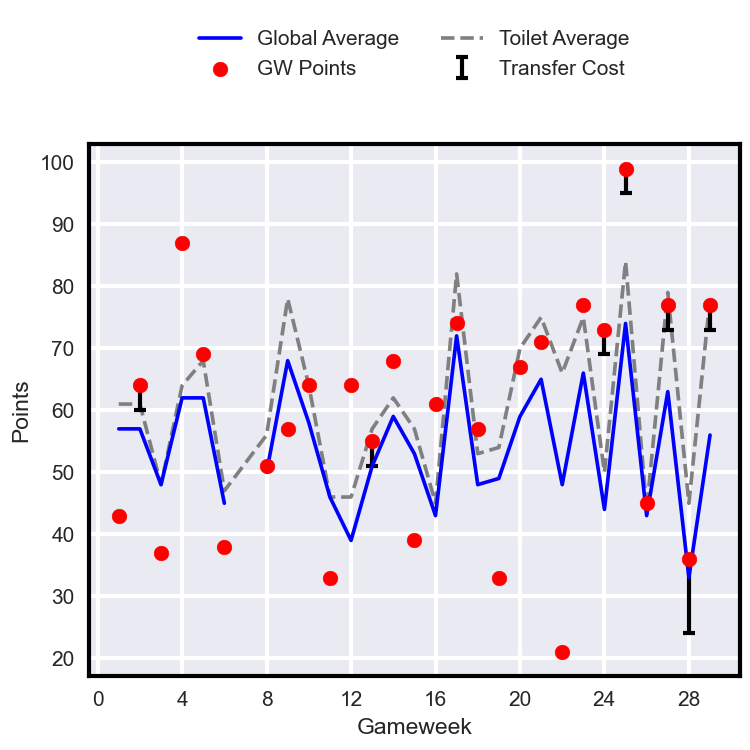 Global Average
Toilet Average
GW Points
Transfer Cost
100
90
80
70
60
50
40
30
20
Points
0 4 8 12 16 20 24 28
Gameweek